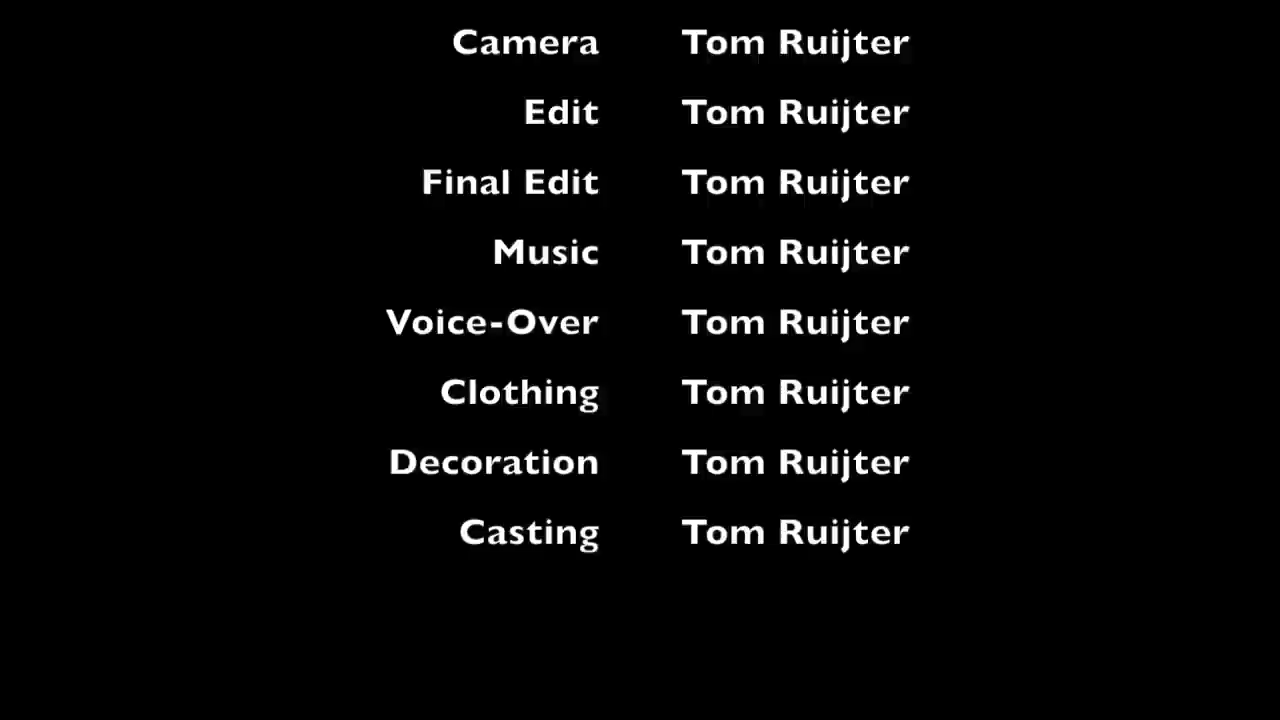 Camera Tom Ruijter
Edit Tom Ruijter
Final Edit Tom Ruijter
Music Tom Ruijter
Voice-Over Tom Ruijter
Clothing Tom Ruijter
Decoration Tom Ruijter
Casting Tom Ruijter